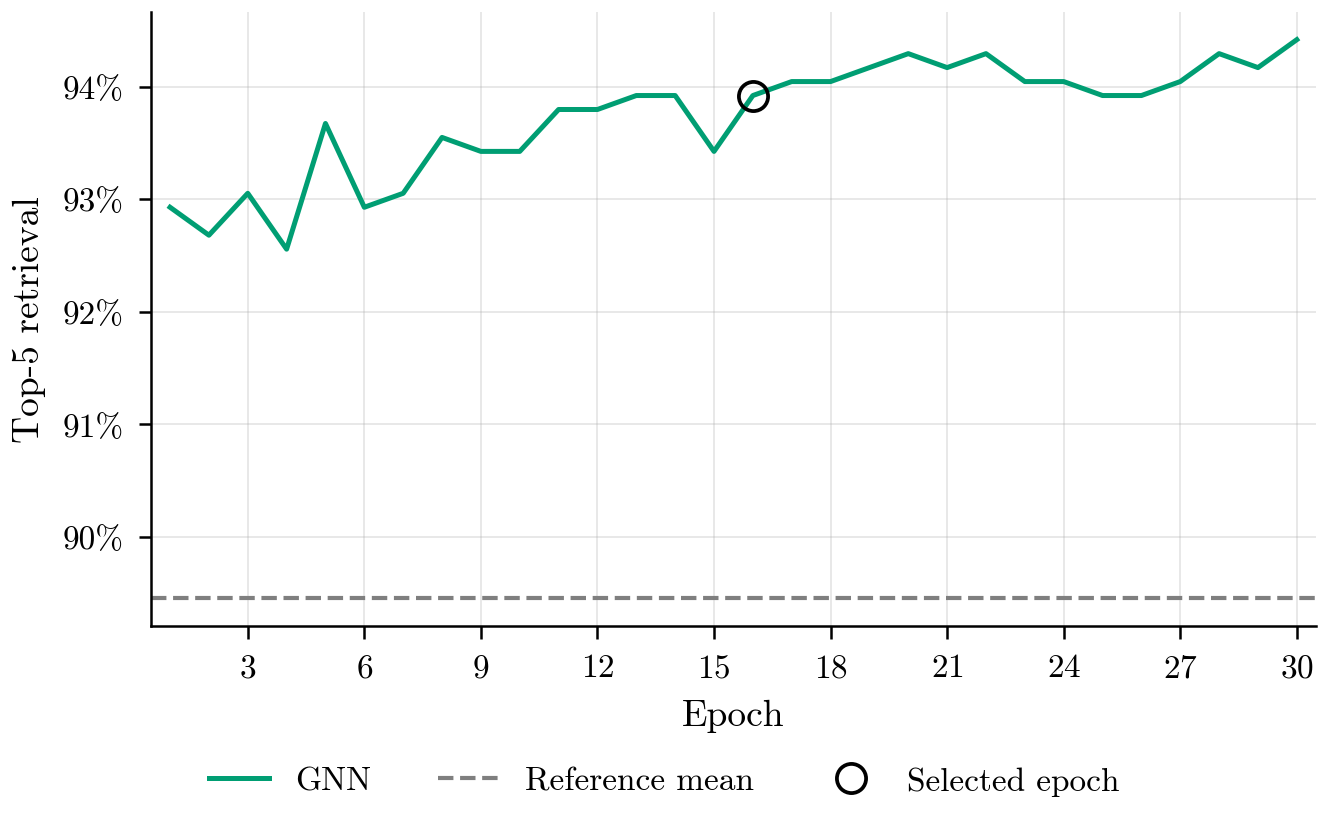 94%
93%
92%
91%
90%
Top-5 retrieval
3 6 9 12 15 18 21 24 27 30
Epoch
GNN Reference mean Selected epoch